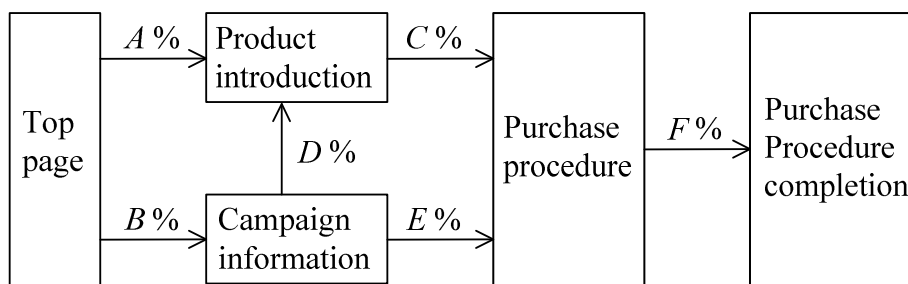 Top
page
A %
B %
Product
introduction
D %
Campaign
information
C %
E %
Purchase
procedure
F %
Purchase
Procedure
completion